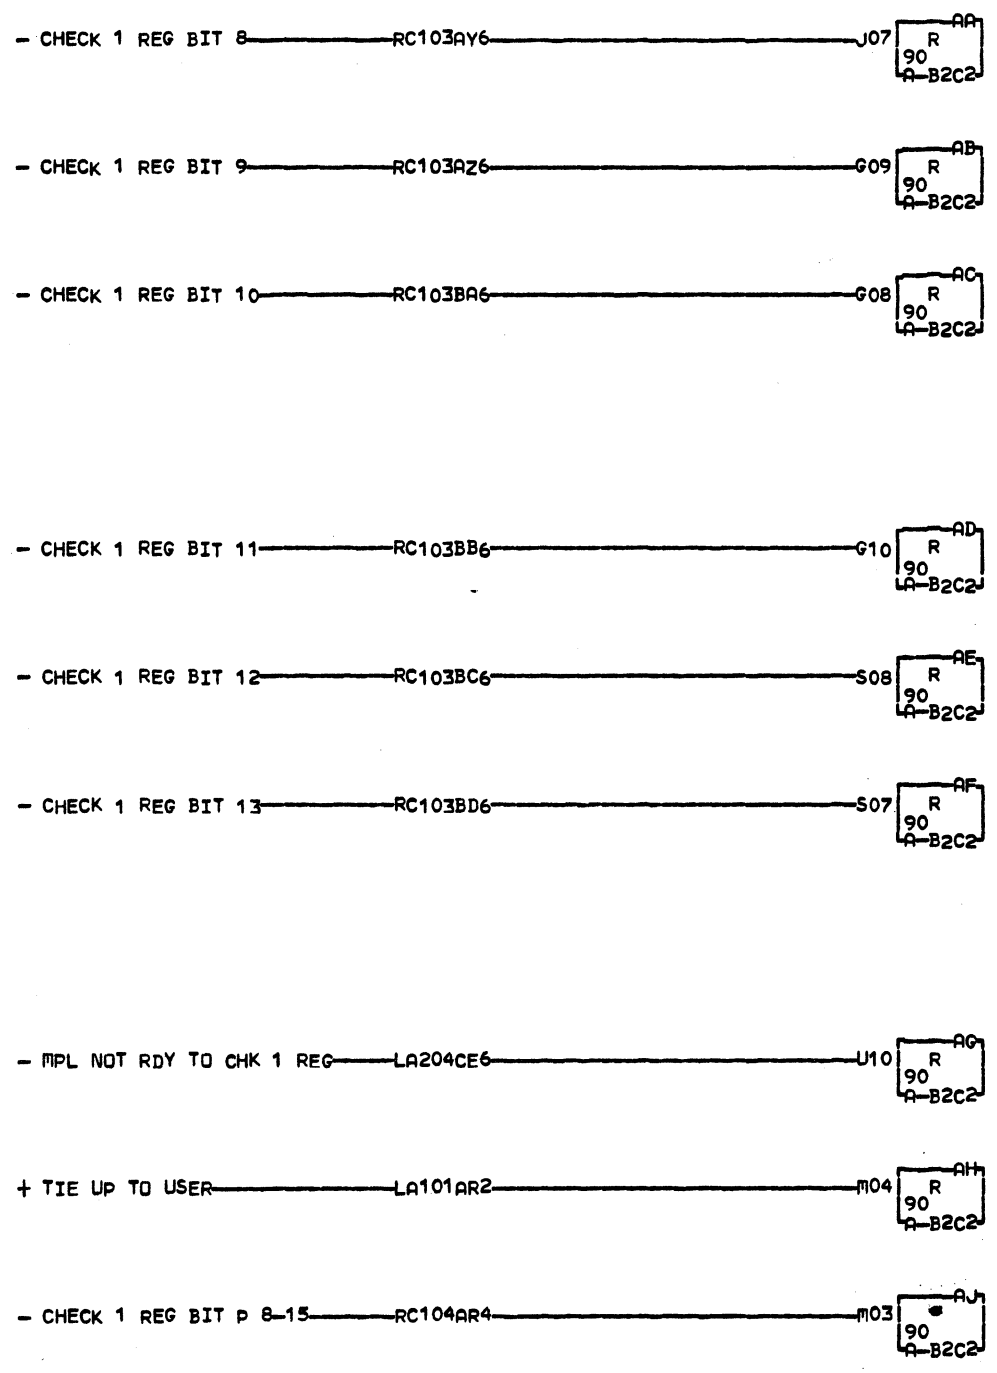 AA
- CHECK 1 REG BIT 8 RC103AY6 J07 R
90
A B2C2
AB
- CHECK 1 REG BIT 9 RC103AZ6 G09 R
90
A B2C2
AC
- CHECK 1 REG BIT 10 RC103BA6 G08 R
90
A B2C2
AD
- CHECK 1 REG BIT 11 RC103BB6 G10 R
90
A B2C2
AE
- CHECK 1 REG BIT 12 RC103BC6 S08 R
90
A B2C2
AF
- CHECK 1 REG BIT 13 RC103BD6 S07 R
90
A B2C2
AG
- MPL NOT RDY TO CHK 1 REG LA204CE6 U10 R
90
A B2C2
AH
+ TIE UP TO USER LA101AR2 M04 R
90
A B2C2
AJ
- CHECK 1 REG BIT P 8-15 RC104AR4 M03
90
A B2C2